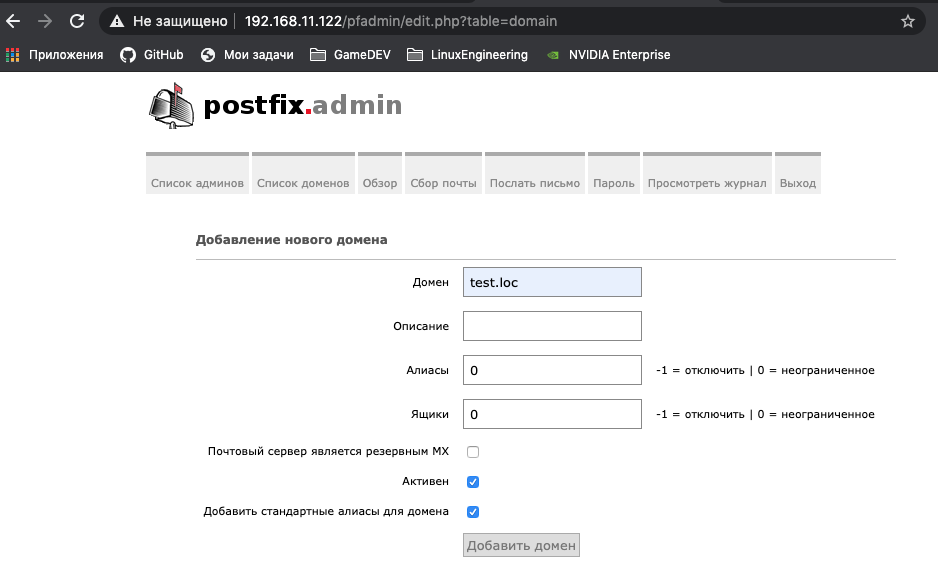 Не защищено 192.168.11.122/pfadmin/edit.php?table=domain
Приложения GitHub Мои задачи GameDEV LinuxEngineering NVIDIA Enterprise
postfix.admin
Список админов Список доменов Обзор Сбор почты Послать письмо Пароль Просмотреть журнал Выход
Добавление нового домена
Домен test.loc
Описание
Алиасы 0 -1 = отключить | 0 = неограниченное
Ящики 0 -1 = отключить | 0 = неограниченное
Почтовый сервер является резервным MX
Активен
Добавить стандартные алиасы для домена
Добавить домен